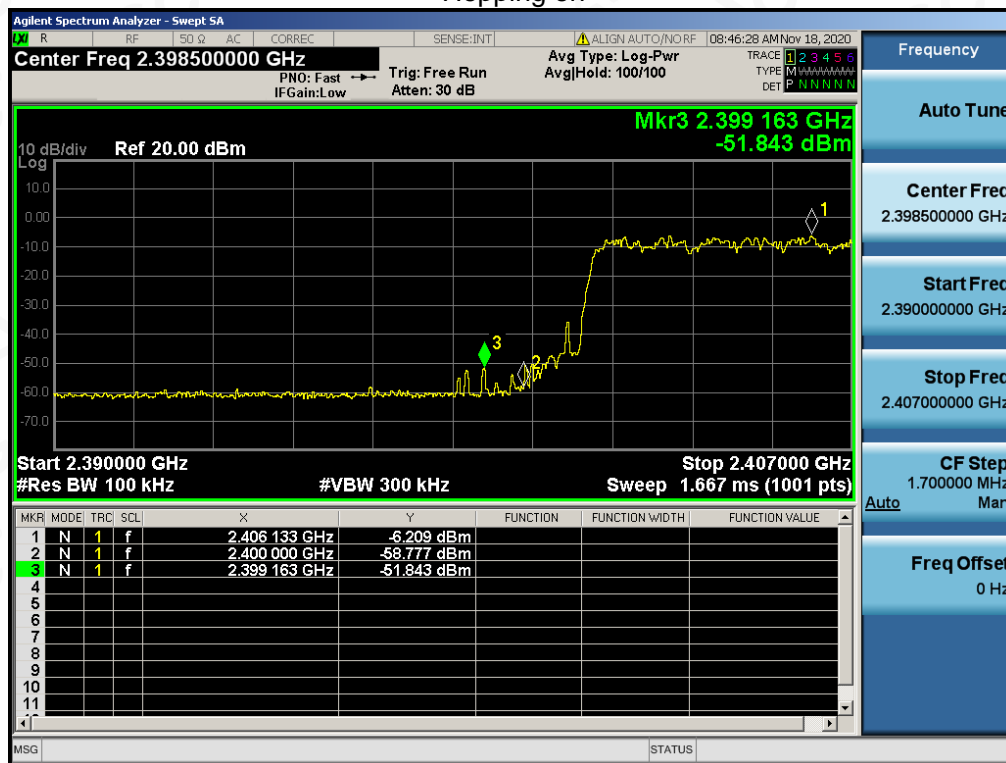 Hopping on
Agilent Spectrum Analyzer - Swept SA
LXI R RF 50 Ω AC CORREC SENSE:INT ALIGN AUTO/NO RF 08:46:28 AM Nov 18, 2020
Center Freq 2.398500000 GHz
PNO: Fast
IFGain:Low
Trig: Free Run
Atten: 30 dB
Avg Type: Log-Pwr
Avg|Hold: 100/100
TRACE 1 2 3 4 5 6
TYPE M WWWWW
DET P N N N N N
Mkr3 2.399 163 GHz
-51.843 dBm
10 dB/div Ref 20.00 dBm
Log
10.0
0.00
-10.0
-20.0
-30.0
-40.0
-50.0
-60.0
-70.0
1
2
3
Start 2.390000 GHz
Stop 2.407000 GHz
#Res BW 100 kHz #VBW 300 kHz Sweep 1.667 ms (1001 pts)
MKR MODE TRC SCL X Y FUNCTION FUNCTION WIDTH FUNCTION VALUE
1 N 1 f 2.406 133 GHz -6.209 dBm
2 N 1 f 2.400 000 GHz -58.777 dBm
3 N 1 f 2.399 163 GHz -51.843 dBm
4
5
6
7
8
9
10
11
MSG STATUS
Frequency
Auto Tune
Center Freq
2.398500000 GHz
Start Freq
2.390000000 GHz
Stop Freq
2.407000000 GHz
CF Step
1.700000 MHz
Auto Man
Freq Offset
0 Hz